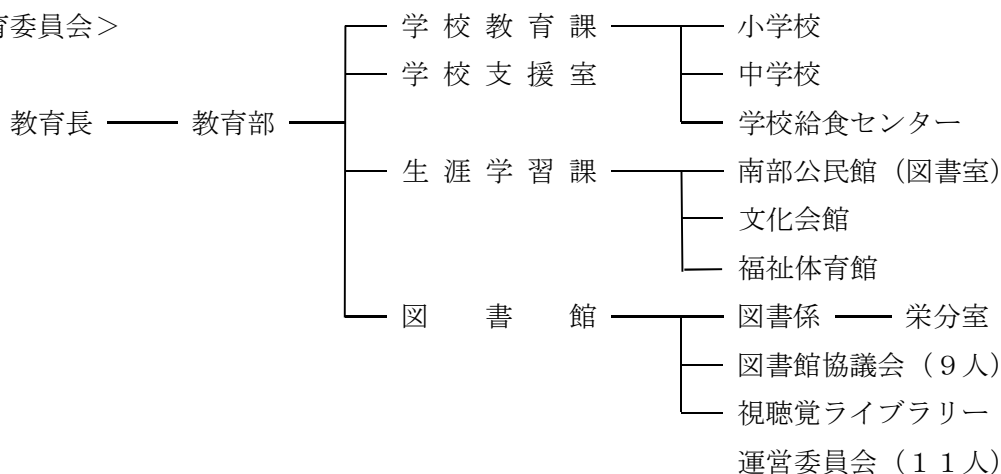 育委員会＞
学校教育課 小学校
学校支援室 中学校
教育長 教育部 学校給食センター
生涯学習課 南部公民館（図書室）
文化会館
福祉体育館
図書館 図書係 栄分室
図書館協議会（９人）
視聴覚ライブラリー
運営委員会（１１人）